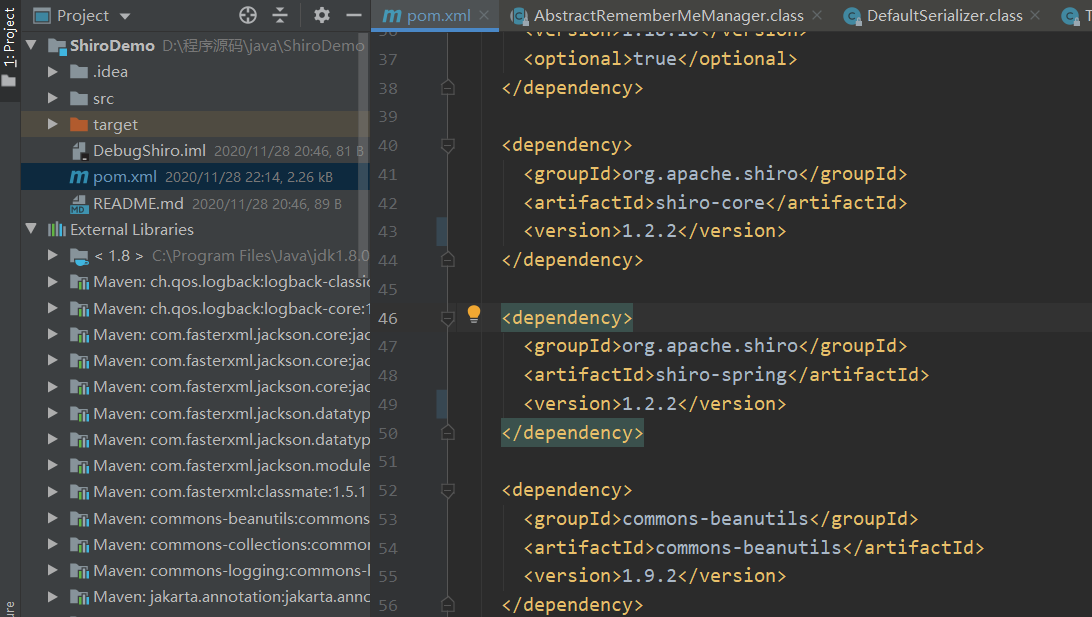 Project
pom.xml
AbstractRememberMeManager.class
DefaultSerializer.class
1: Project
ShiroDemo D:\程序源码\java\ShiroDemo
.idea
src
target
DebugShiro.iml 2020/11/28 20:46, 81 B
pom.xml 2020/11/28 22:14, 2.26 kB
README.md 2020/11/28 20:46, 89 B
External Libraries
< 1.8 > C:\Program Files\Java\jdk1.8.0
Maven: ch.qos.logback:logback-classic
Maven: ch.qos.logback:logback-core:1
Maven: com.fasterxml.jackson.core:jac
Maven: com.fasterxml.jackson.core:jac
Maven: com.fasterxml.jackson.core:jac
Maven: com.fasterxml.jackson.datatyp
Maven: com.fasterxml.jackson.datatyp
Maven: com.fasterxml.jackson.module
Maven: com.fasterxml:classmate:1.5.1
Maven: commons-beanutils:commons
Maven: commons-collections:common
Maven: commons-logging:commons-l
Maven: jakarta.annotation:jakarta.anno
37 <optional>true</optional>
38 </dependency>
39
40 <dependency>
41 <groupId>org.apache.shiro</groupId>
42 <artifactId>shiro-core</artifactId>
43 <version>1.2.2</version>
44 </dependency>
45
46 <dependency>
47 <groupId>org.apache.shiro</groupId>
48 <artifactId>shiro-spring</artifactId>
49 <version>1.2.2</version>
50 </dependency>
51
52 <dependency>
53 <groupId>commons-beanutils</groupId>
54 <artifactId>commons-beanutils</artifactId>
55 <version>1.9.2</version>
56 </dependency>